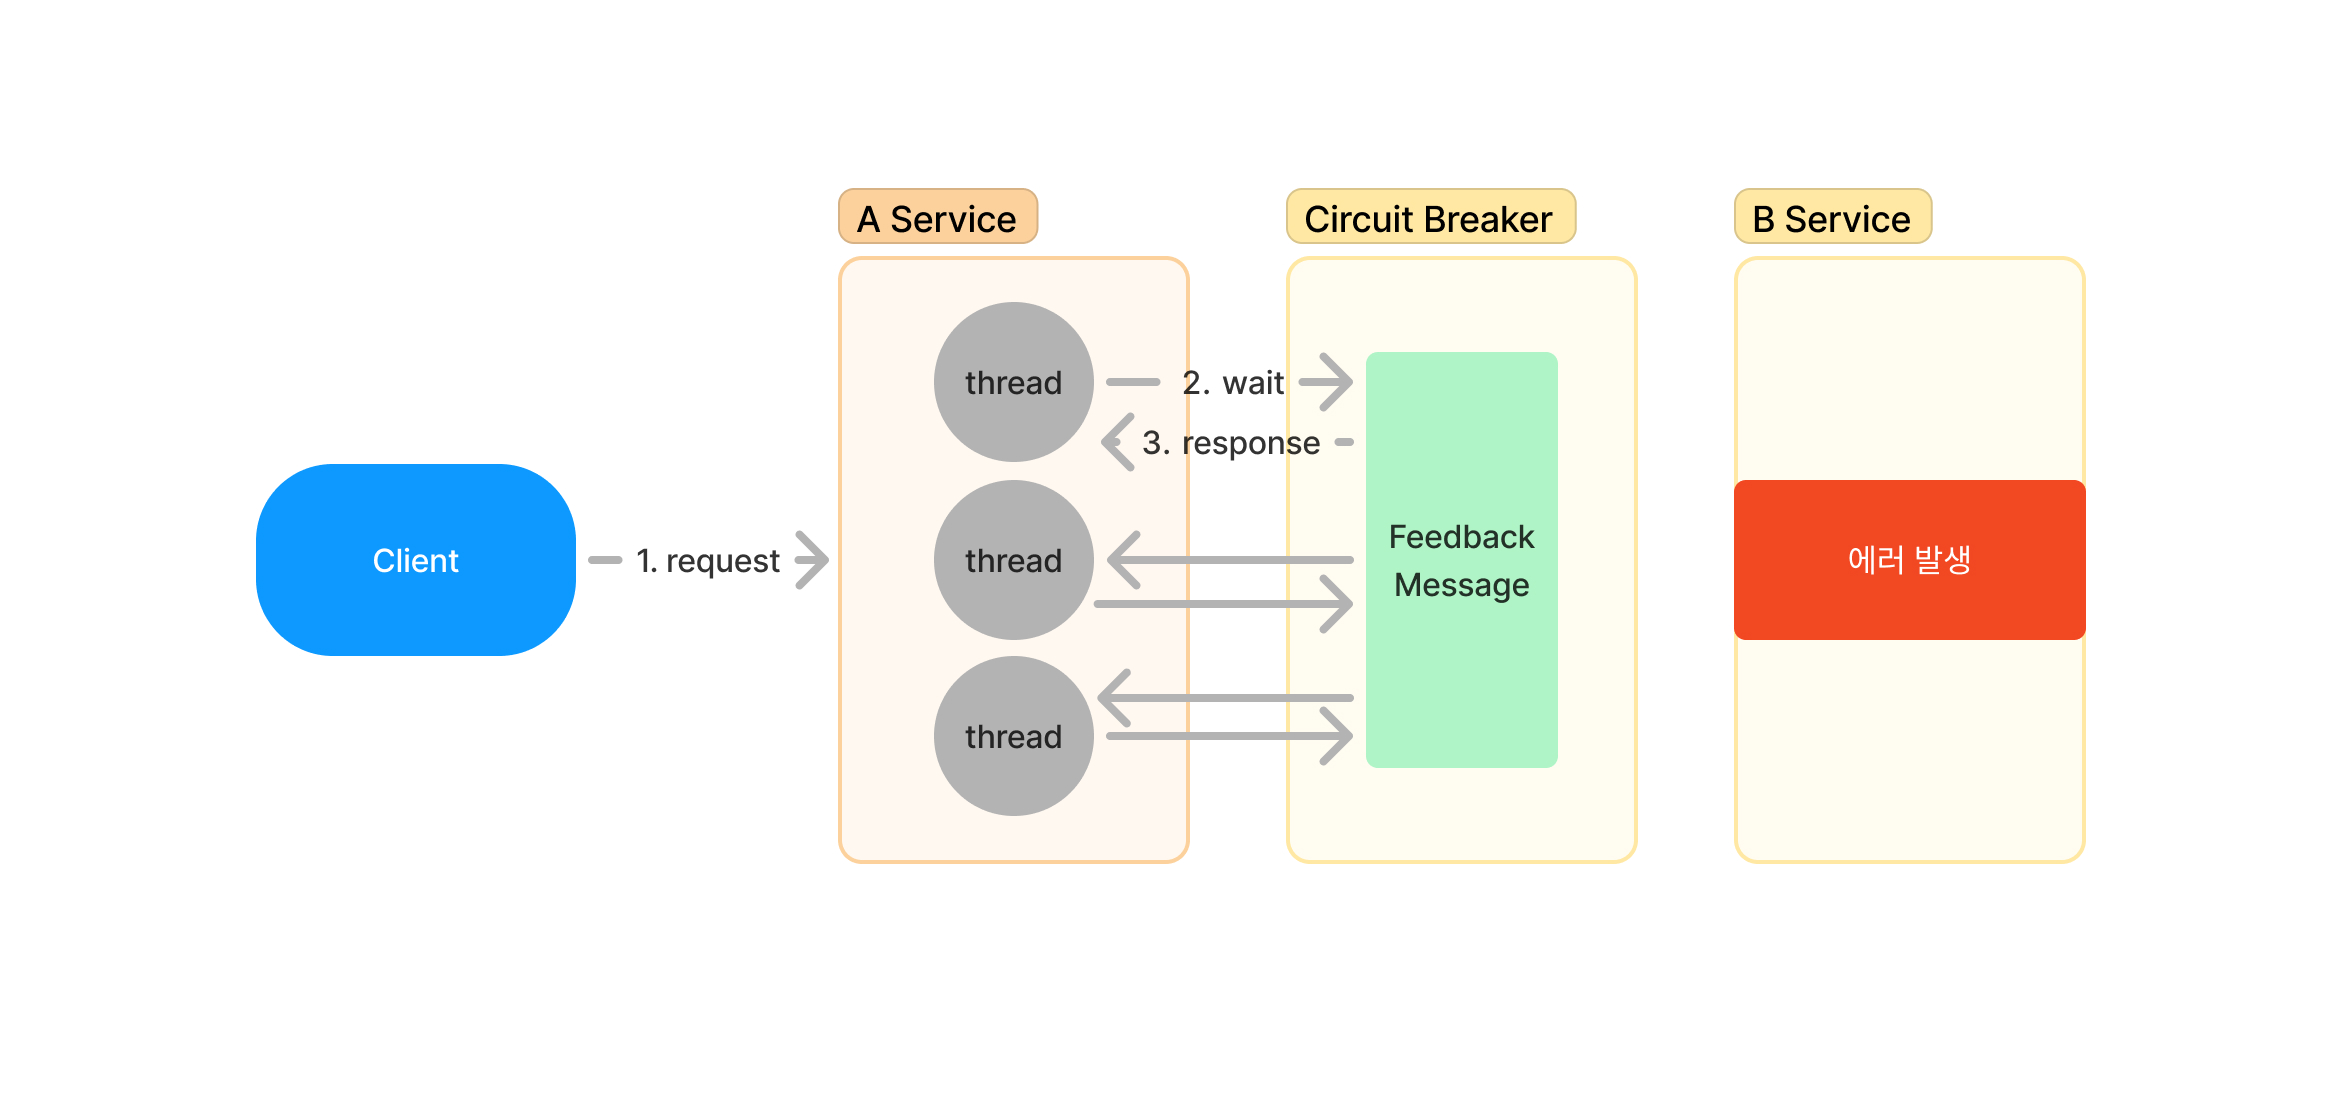 A Service
Circuit Breaker
B Service
thread
2. wait
3. response
Client
1. request
thread
Feedback
Message
에러 발생
thread